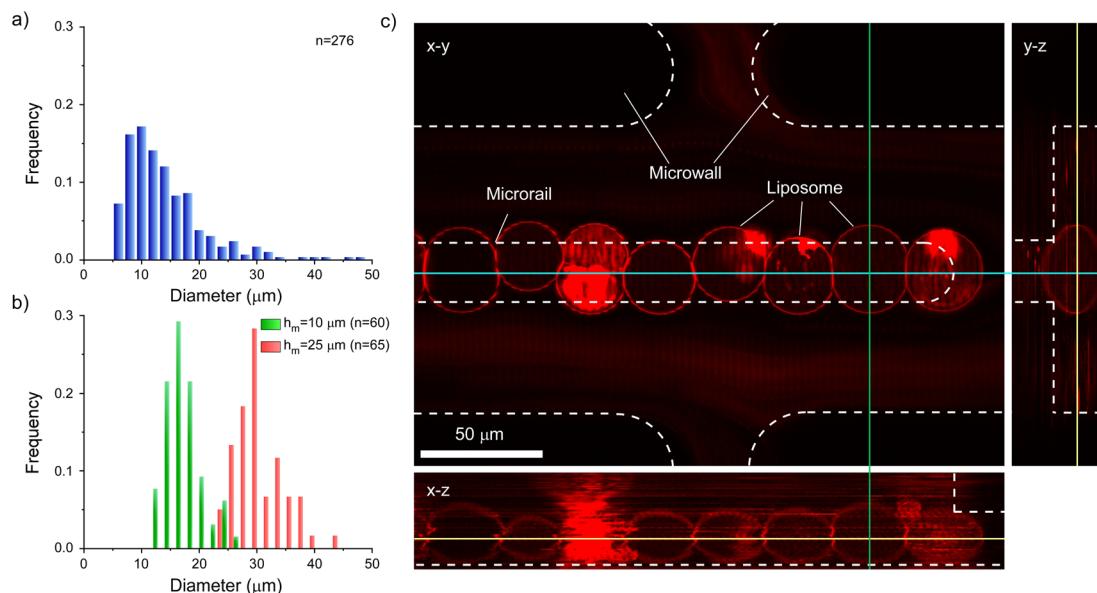 a)
0.3
n=276
0.2
Frequency
0.1
0.0
0 10 20 30 40 50
Diameter (μm)
b)
0.3
hm=10 μm (n=60)
hm=25 μm (n=65)
0.2
Frequency
0.1
0.0
0 10 20 30 40 50
Diameter (μm)
c)
x-y
y-z
Microwall
Microrail
Liposome
50 μm
x-z